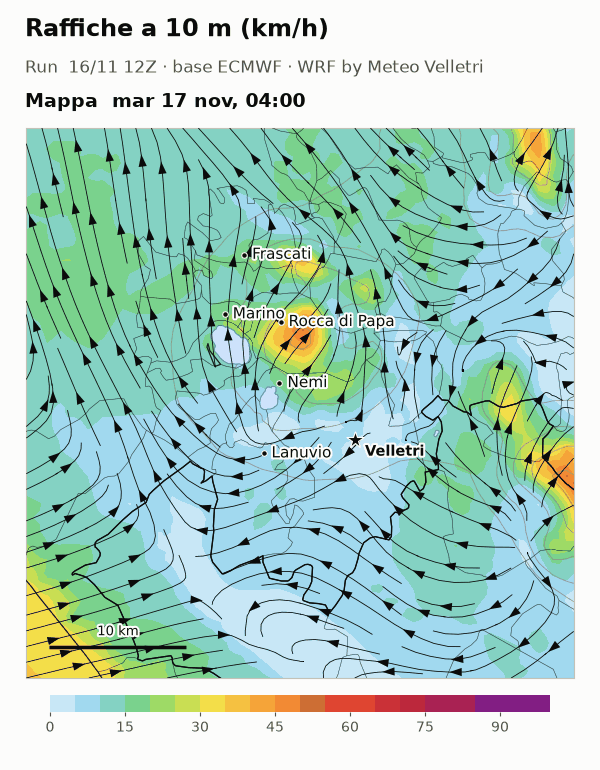 Raffiche a 10 m (km/h)
Run  16/11 12Z · base ECMWF · WRF by Meteo Velletri
Mappa  mar 17 nov, 04:00
Frascati
Marino
Rocca di Papa
Nemi
Velletri
Lanuvio
10 km
0 15 30 45 60 75 90